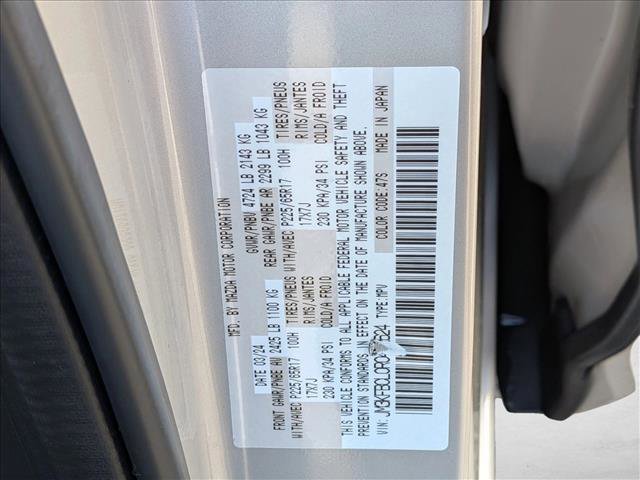 MFD. BY MAZDA MOTOR CORPORATION
DATE 03/24 GVWR/PNBV 4724 LB 2143 KG
FRONT GAWR/PNBE AV 2425 LB 1100 KG REAR GAWR/PNBE AR 2299 LB 1043 KG
WITH/AVEC P225/65R17 100H TIRES/PNEUS WITH/AVEC P225/65R17 100H TIRES/PNEUS
17X7J RIMS/JANTES 17X7J RIMS/JANTES
230 KPA/34 PSI COLD/A FROID 230 KPA/34 PSI COLD/A FROID
THIS VEHICLE CONFORMS TO ALL APPLICABLE FEDERAL MOTOR VEHICLE SAFETY AND THEFT
PREVENTION STANDARDS IN EFFECT ON THE DATE OF MANUFACTURE SHOWN ABOVE.
VIN: TYPE:MPV COLOR CODE:47S MADE IN JAPAN